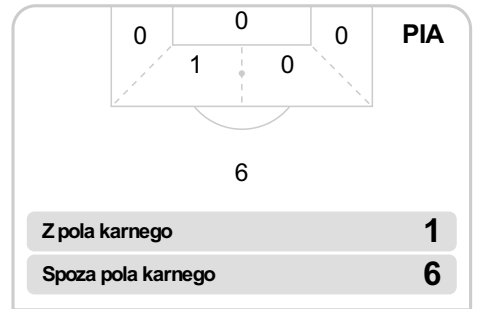 0 0 0 PIA
1 0
6
Z pola karnego 1
Spoza pola karnego 6